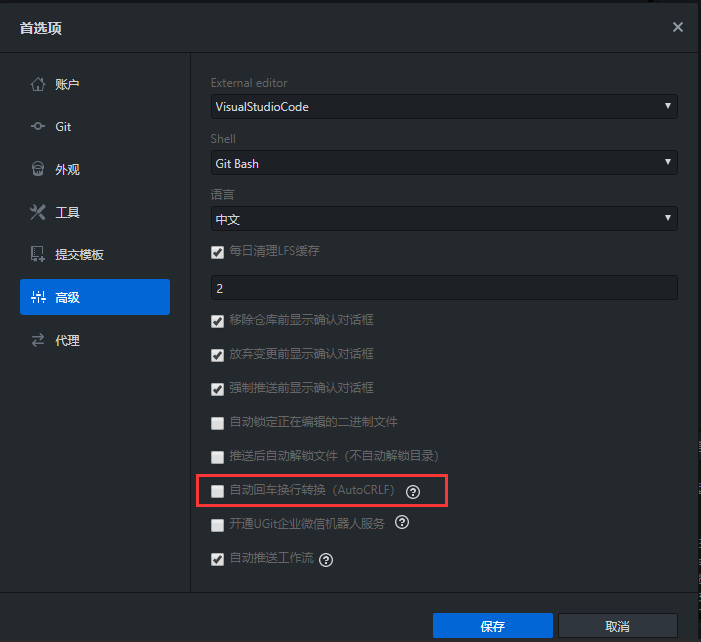 首选项
账户
Git
外观
工具
提交模板
高级
代理
External editor
VisualStudioCode
Shell
Git Bash
语言
中文
每日清理LFS缓存
2
移除仓库前显示确认对话框
放弃变更前显示确认对话框
强制推送前显示确认对话框
自动锁定正在编辑的二进制文件
推送后自动解锁文件（不自动解锁目录）
自动回车换行转换（AutoCRLF）
开通UGit企业微信机器人服务
自动推送工作流
保存
取消